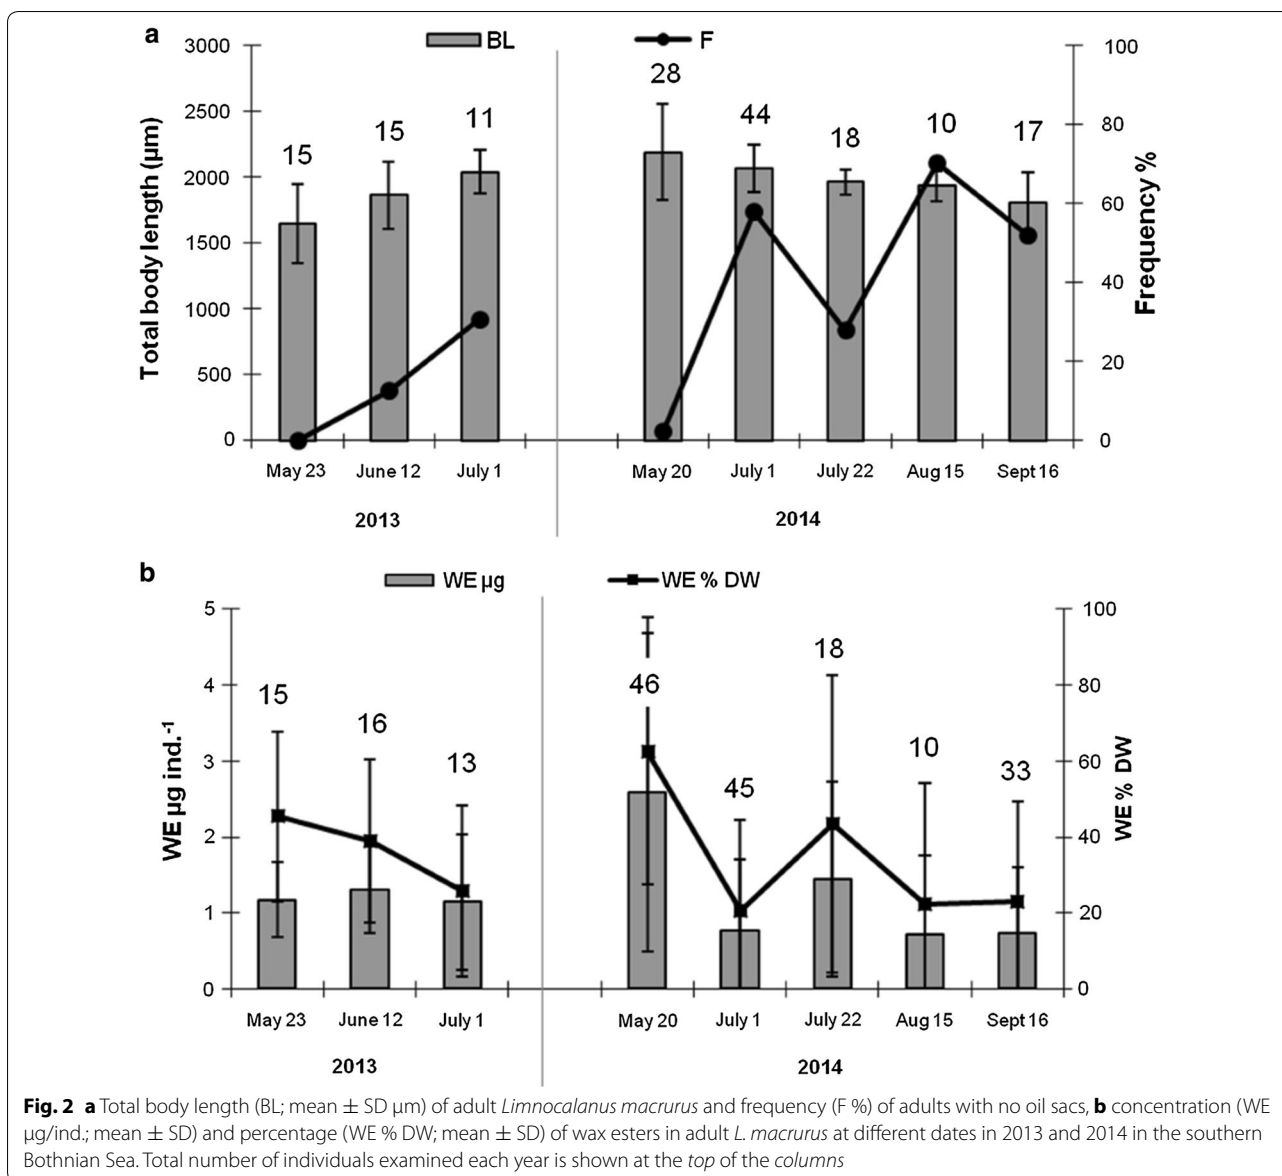 a
BL F
3000 100
2500 80
2000 60
1500 40
1000 20
500 0
0
Total body length (µm)
Frequency %
15 15 11 28 44 18 10 17
May 23 June 12 July 1 May 20 July 1 July 22 Aug 15 Sept 16
2013 2014
b
WE µg WE % DW
5 100
4 80
3 60
2 40
1 20
0 0
WE µg ind.-1
WE % DW
15 16 13 46 45 18 10 33
May 23 June 12 July 1 May 20 July 1 July 22 Aug 15 Sept 16
2013 2014
Fig. 2 a Total body length (BL; mean ± SD µm) of adult Limnocalanus macrurus and frequency (F %) of adults with no oil sacs, b concentration (WE
µg/ind.; mean ± SD) and percentage (WE % DW; mean ± SD) of wax esters in adult L. macrurus at different dates in 2013 and 2014 in the southern
Bothnian Sea. Total number of individuals examined each year is shown at the top of the columns